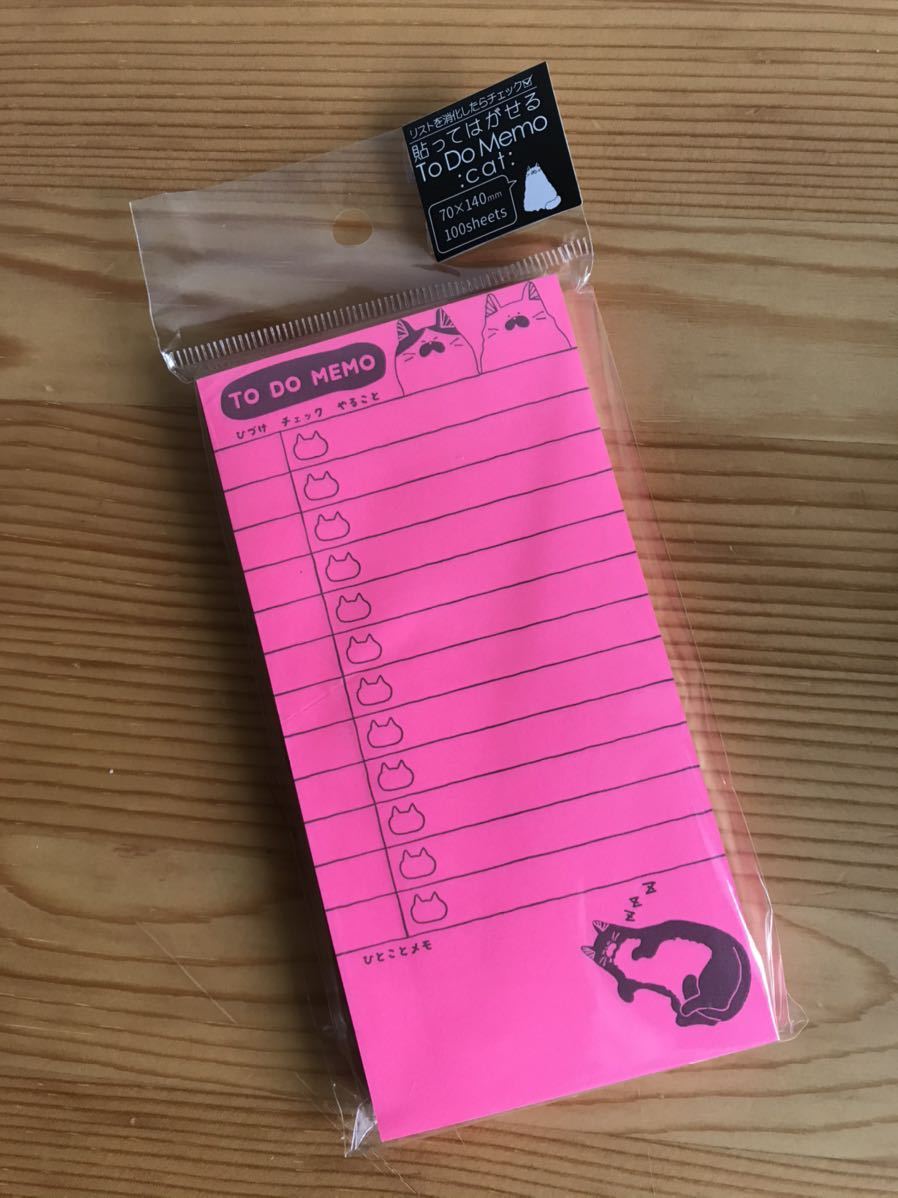 リストを消化したらチェック
貼ってはがせる
To Do Memo
:cat:
70×140mm
100sheets
TO DO MEMO
ひづけ チェック やること
ひとことメモ
z z z